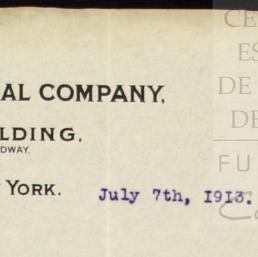 CE
ES
DE
DE
FU
AL COMPANY,
LDING,
DWAY.
YORK.
July 7th, 1913.